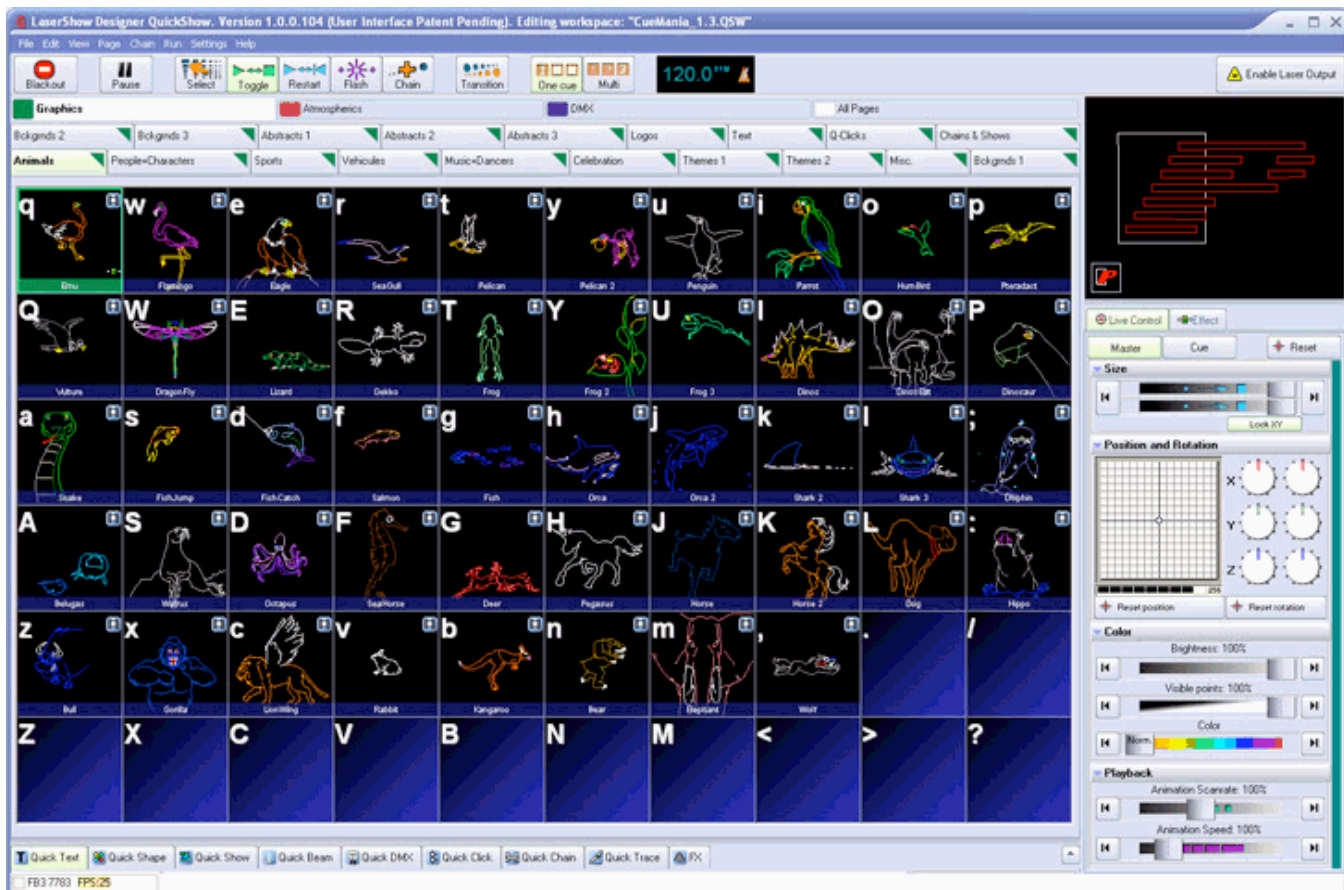 LaserShow Designer QuickShow. Version 1.0.0.104 (User Interface Patent Pending). Editing workspace: "CueMania_1.3.QSW"
File Edit View Page Chain Run Settings Help
Blackout Pause Select Toggle Restart Flash Chain Transition One cue Multi 120.0 Enable Laser Output
Graphics Atmospherics DMX All Pages
Bckgrnds 2 Bckgrnds 3 Abstracts 1 Abstracts 2 Abstracts 3 Logos Text Q-Clicks Chains & Shows
Animals People+Characters Sports Vehicules Music+Dancers Celebration Themes 1 Themes 2 Misc. Bckgrnds 1
q w e r t y u i o p
Emu Flamingo Eagle SeaGull Pelican Pelican 2 Penguin Parrot HumBird Pteradact
Q W E R T Y U I O P
Vulture DragonFly Lizard Gekko Frog Frog 2 Frog 3 Dinos Dinosaur
a s d f g h j k l ;
Snake FishJump FishCatch Salmon Fish Orca Orca 2 Shark 2 Shark 3 Dlhphin
A S D F G H J K L :
Belugas Walrus Octapus SeaHorse Deer Pegasus Horse Horse 2 Dog Hippo
z x c v b n m , . /
Bull Gorilla LionWing Rabbit Kangaroo Bear Elephant Wolf
Z X C V B N M < > ?
Live Control Effect
Master Cue Reset
Size
Lock XY
Position and Rotation
X
Y
Z
256
Reset position Reset rotation
Color
Brightness: 100%
Visible points: 100%
Color
Norm.
Playback
Animation Scanrate: 100%
Animation Speed: 100%
Quick Text Quick Shape Quick Show Quick Beam Quick DMX Quick Click Quick Chain Quick Trace FX
FB3-7783 FPS:25